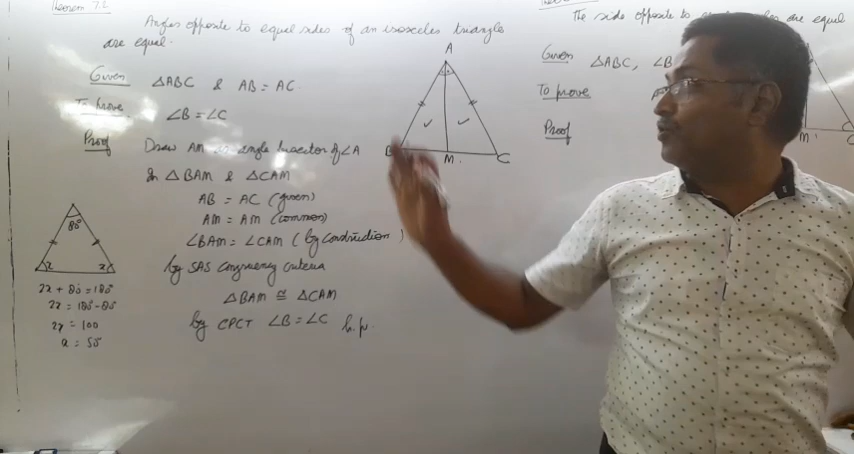 Theorem 7.2
Angles opposite to equal sides of an isosceles triangle
are equal.
Given ΔABC & AB = AC.
To prove ∠B = ∠C
Proof Draw AM angle bisector of ∠A
In ΔBAM & ΔCAM
AB = AC (given)
AM = AM (common)
∠BAM = ∠CAM (by construction)
by SAS congruency criteria
ΔBAM ≅ ΔCAM
by CPCT ∠B = ∠C h.p.
80°
x x
2x + 80 = 180°
2x = 180° - 80°
2x = 100
x = 50°
A
B M C
The side opposite to are equal
Given ΔABC, ∠B
To prove
Proof
M C